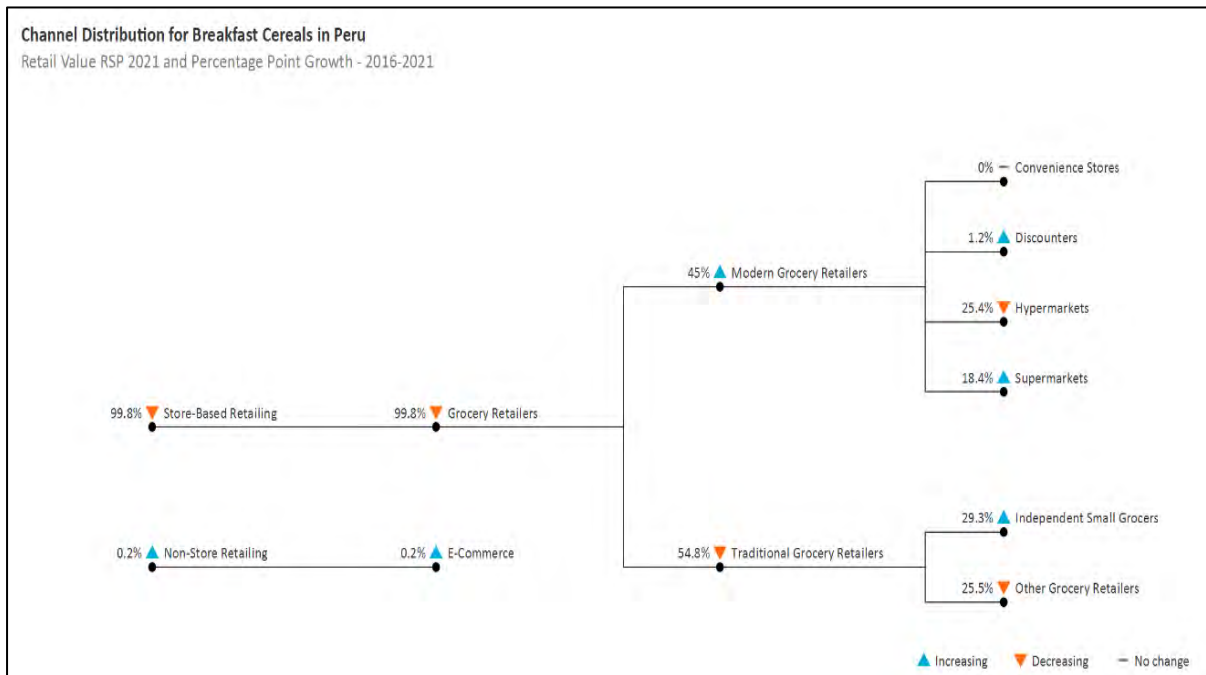 Channel Distribution for Breakfast Cereals in Peru
Retail Value RSP 2021 and Percentage Point Growth - 2016-2021
0% Convenience Stores
1.2% Discounters
45% Modern Grocery Retailers
25.4% Hypermarkets
18.4% Supermarkets
99.8% Store-Based Retailing
99.8% Grocery Retailers
29.3% Independent Small Grocers
0.2% Non-Store Retailing
0.2% E-Commerce
54.8% Traditional Grocery Retailers
25.5% Other Grocery Retailers
Increasing
Decreasing
No change